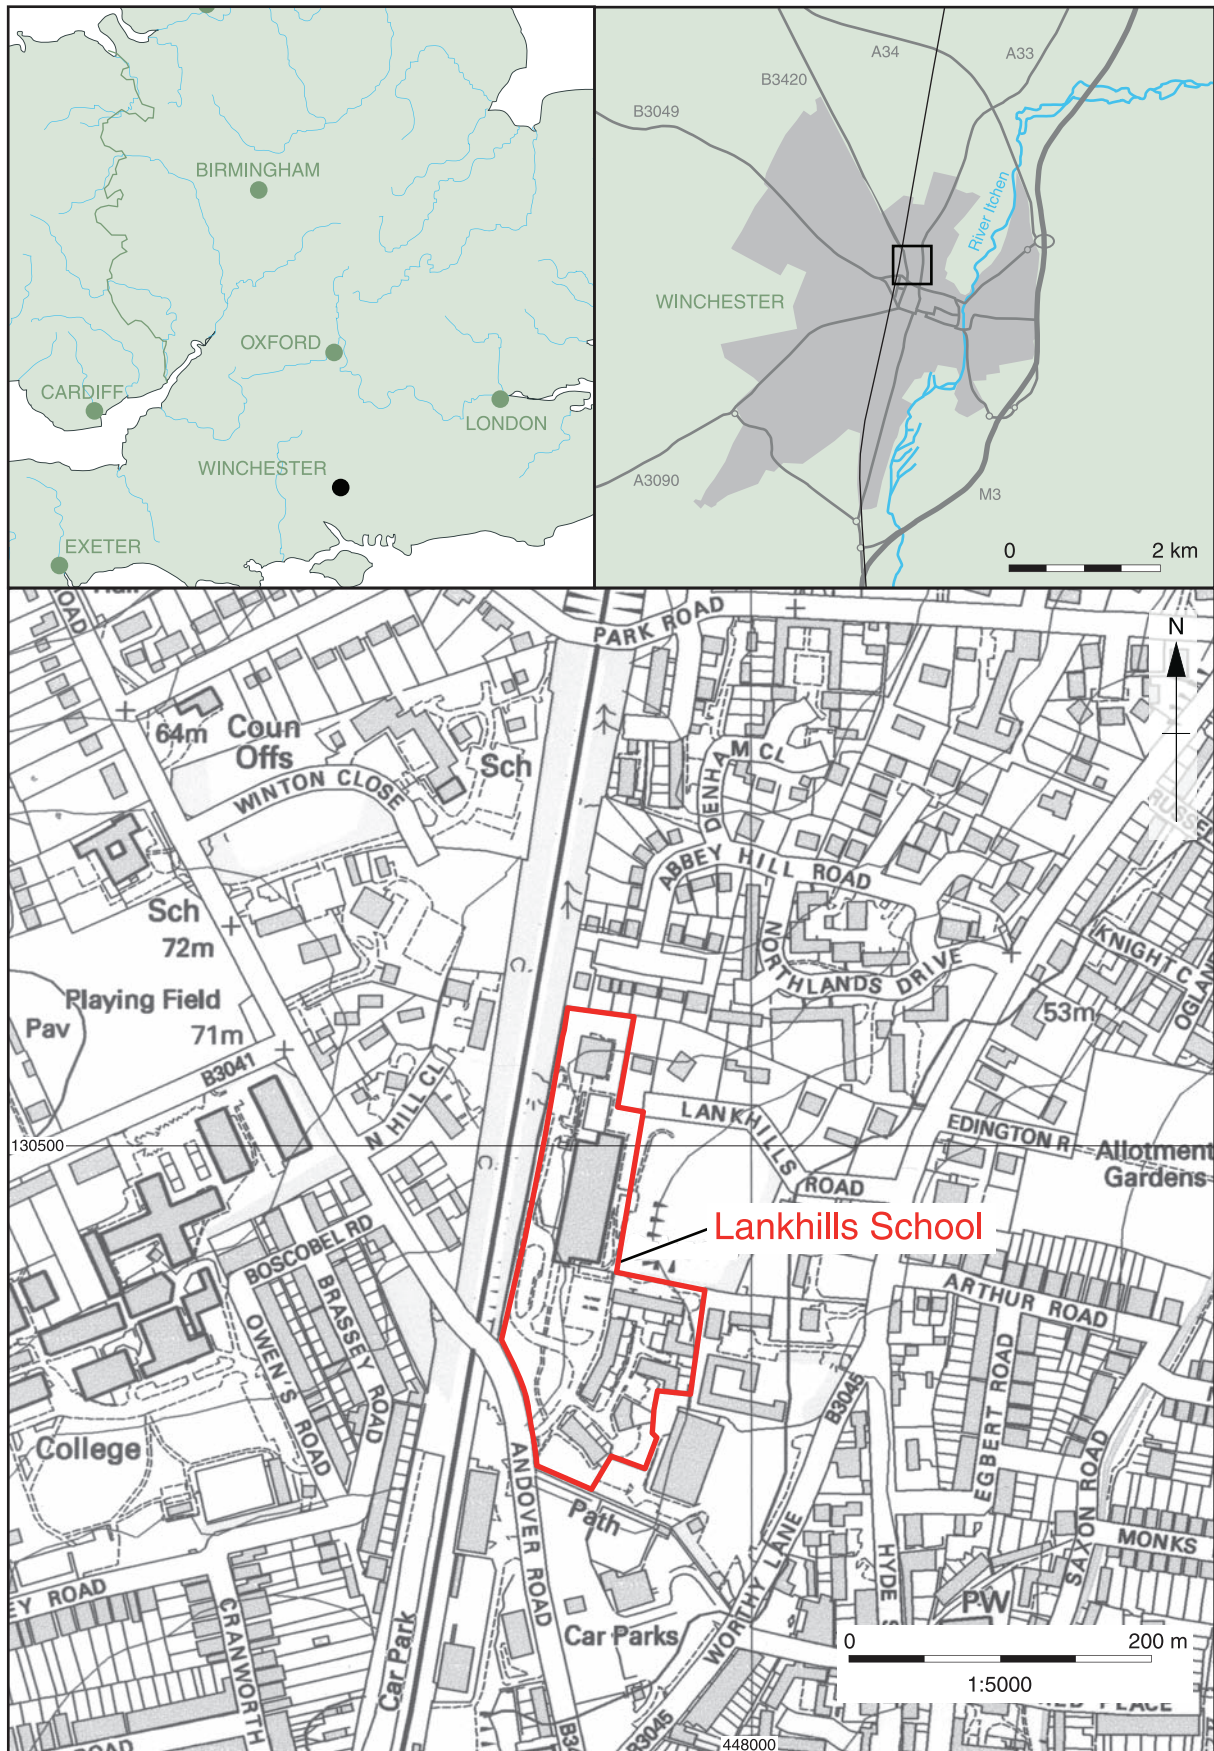 BIRMINGHAM
OXFORD
CARDIFF
LONDON
WINCHESTER
EXETER
A34
A33
B3420
B3049
River Itchen
WINCHESTER
A3090
M3
0 2 km
ROAD
PARK ROAD
N
64m
Coun
Offs
Sch
WINTON CLOSE
DENHAM CL
ABBEY HILL ROAD
Sch
72m
NORTHLANDS DRIVE
KNIGHT C
Playing Field
Pav
71m
53m
B3041
N HILL CL
LANKHILLS
ROAD
EDINGTON R
130500
Allotment
Gardens
Lankhills School
BOSCOBEL RD
BRASSEY ROAD
OWEN'S ROAD
ARTHUR ROAD
EGBERT ROAD
B3045
College
ANDOVER ROAD
Path
SAXON ROAD
MONKS
WORTHY LANE
HYDE S
PW
EY ROAD
CRANWORTH
Car Park
Car Parks
0 200 m
1:5000
PLACE
ROAD
B3045
448000